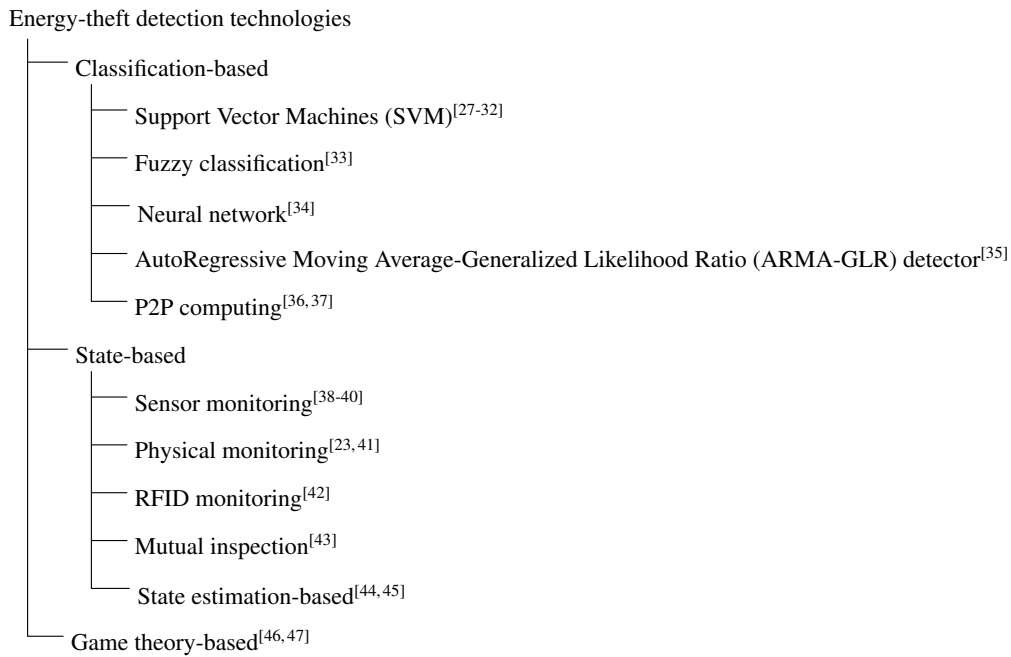 Energy-theft detection technologies
Classification-based
Support Vector Machines (SVM)[27-32]
Fuzzy classification[33]
Neural network[34]
AutoRegressive Moving Average-Generalized Likelihood Ratio (ARMA-GLR) detector[35]
P2P computing[36, 37]
State-based
Sensor monitoring[38-40]
Physical monitoring[23, 41]
RFID monitoring[42]
Mutual inspection[43]
State estimation-based[44, 45]
Game theory-based[46, 47]